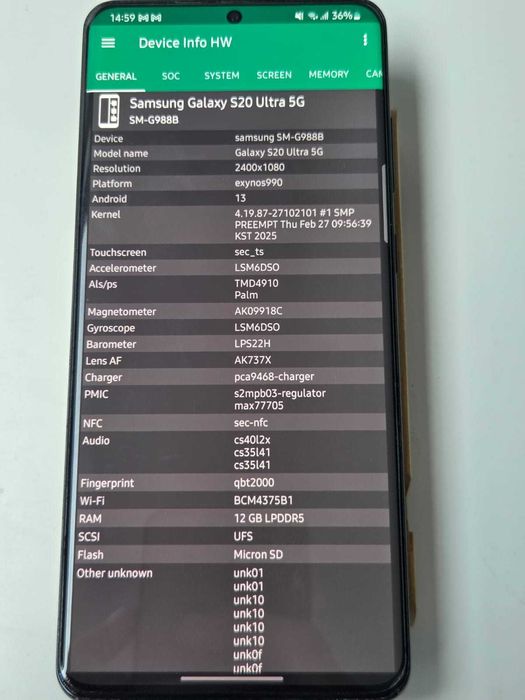 14:59 36%
Device Info HW
GENERAL SOC SYSTEM SCREEN MEMORY CAM
Samsung Galaxy S20 Ultra 5G
SM-G988B
Device samsung SM-G988B
Model name Galaxy S20 Ultra 5G
Resolution 2400x1080
Platform exynos990
Android 13
Kernel 4.19.87-27102101 #1 SMP
PREEMPT Thu Feb 27 09:56:39
KST 2025
Touchscreen sec_ts
Accelerometer LSM6DSO
Als/ps TMD4910
Palm
Magnetometer AK09918C
Gyroscope LSM6DSO
Barometer LPS22H
Lens AF AK737X
Charger pca9468-charger
PMIC s2mpb03-regulator
max77705
NFC sec-nfc
Audio cs40l2x
cs35l41
cs35l41
Fingerprint qbt2000
Wi-Fi BCM4375B1
RAM 12 GB LPDDR5
SCSI UFS
Flash Micron SD
Other unknown unk01
unk01
unk10
unk10
unk10
unk10
unk0f
unk0f